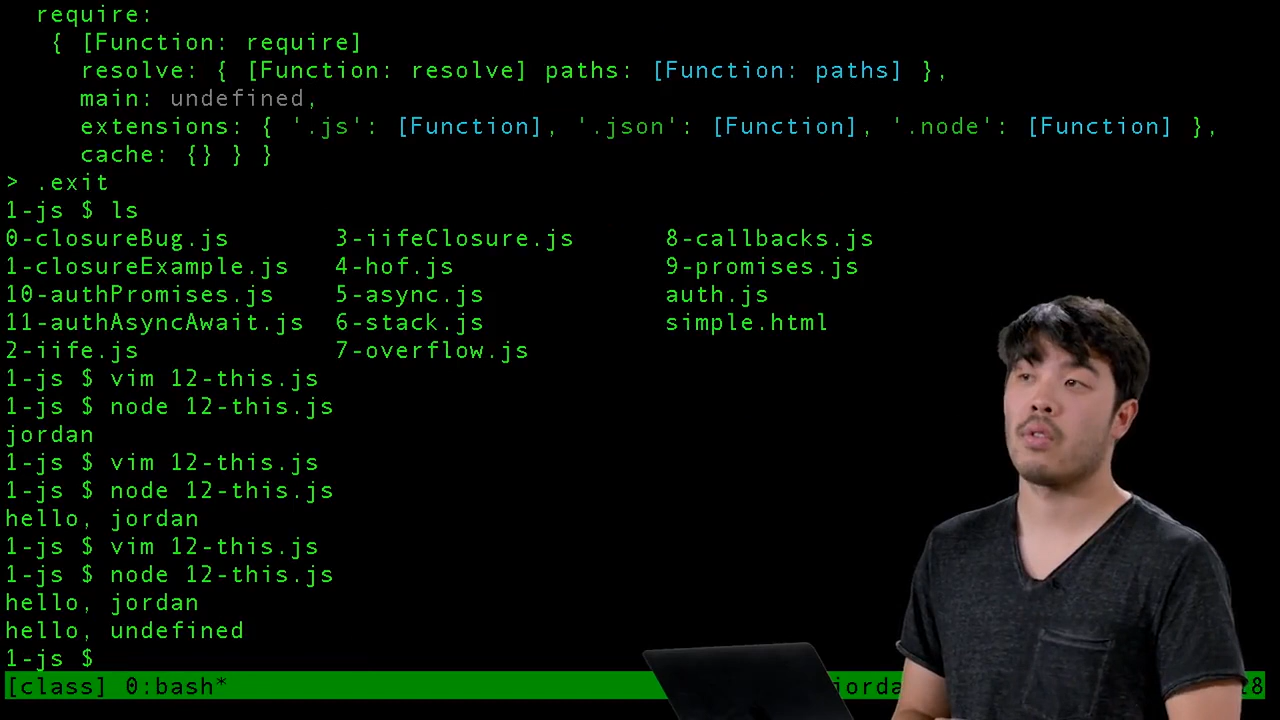 require:
{ [Function: require]
resolve: { [Function: resolve] paths: [Function: paths] },
main: undefined,
extensions: { '.js': [Function], '.json': [Function], '.node': [Function] },
cache: {} } }
> .exit
1-js $ ls
0-closureBug.js 3-iifeClosure.js 8-callbacks.js
1-closureExample.js 4-hof.js 9-promises.js
10-authPromises.js 5-async.js auth.js
11-authAsyncAwait.js 6-stack.js simple.html
2-iife.js 7-overflow.js
1-js $ vim 12-this.js
1-js $ node 12-this.js
jordan
1-js $ vim 12-this.js
1-js $ node 12-this.js
hello, jordan
1-js $ vim 12-this.js
1-js $ node 12-this.js
hello, jordan
hello, undefined
1-js $
[class] 0:bash*